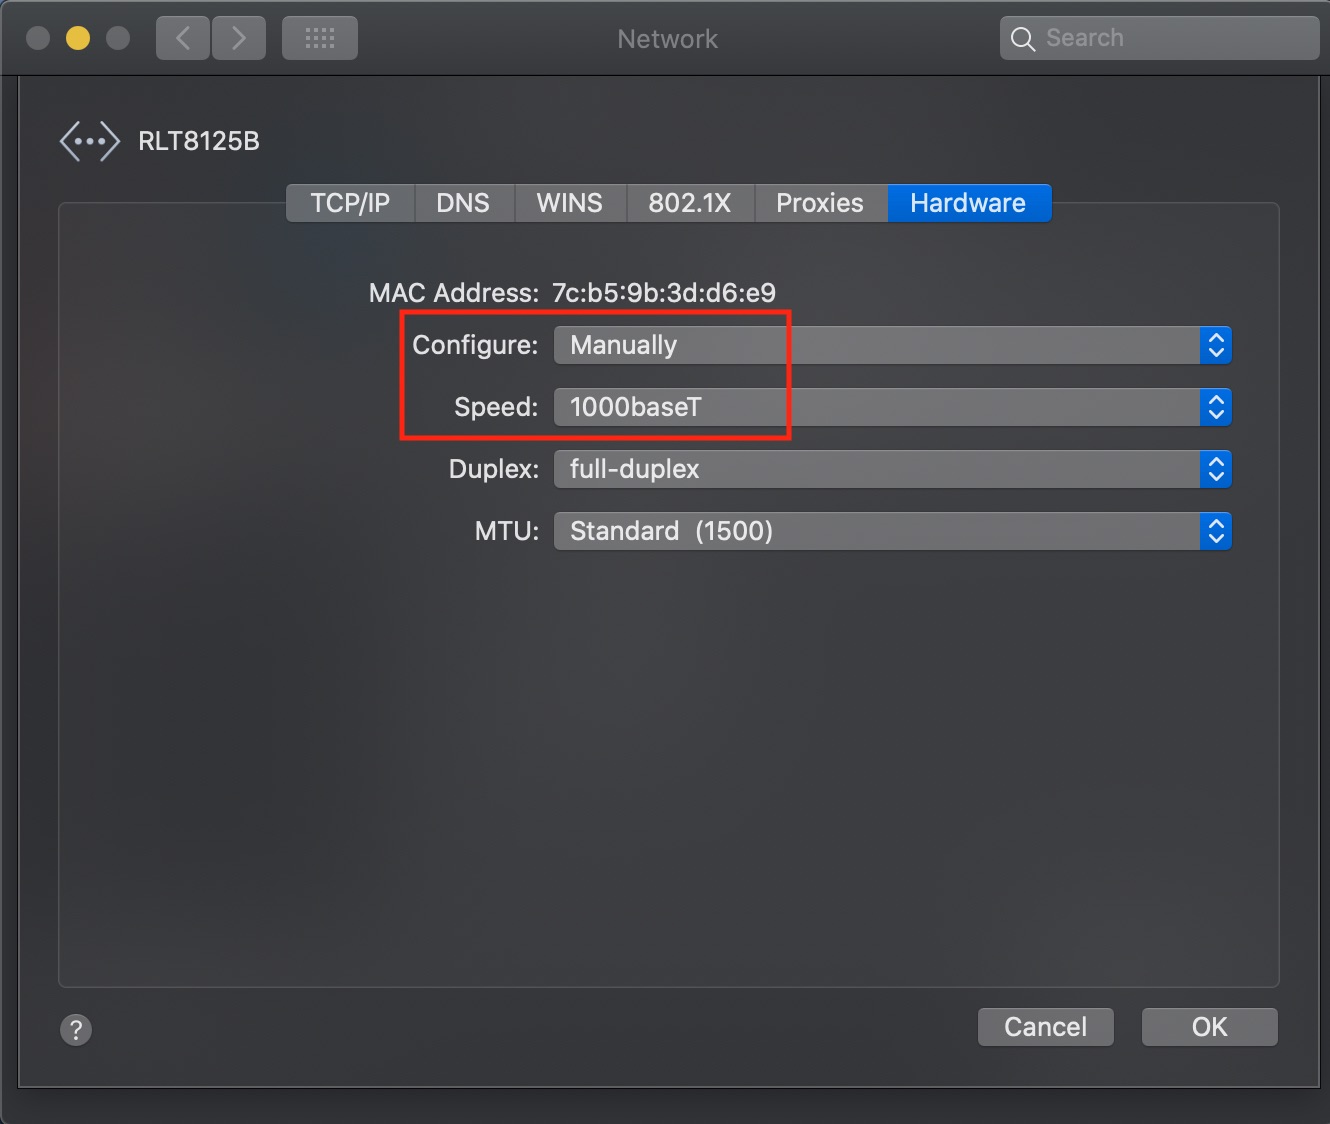 Network
Search
RLT8125B
TCP/IP DNS WINS 802.1X Proxies Hardware
MAC Address: 7c:b5:9b:3d:d6:e9
Configure: Manually
Speed: 1000baseT
Duplex: full-duplex
MTU: Standard (1500)
? Cancel OK